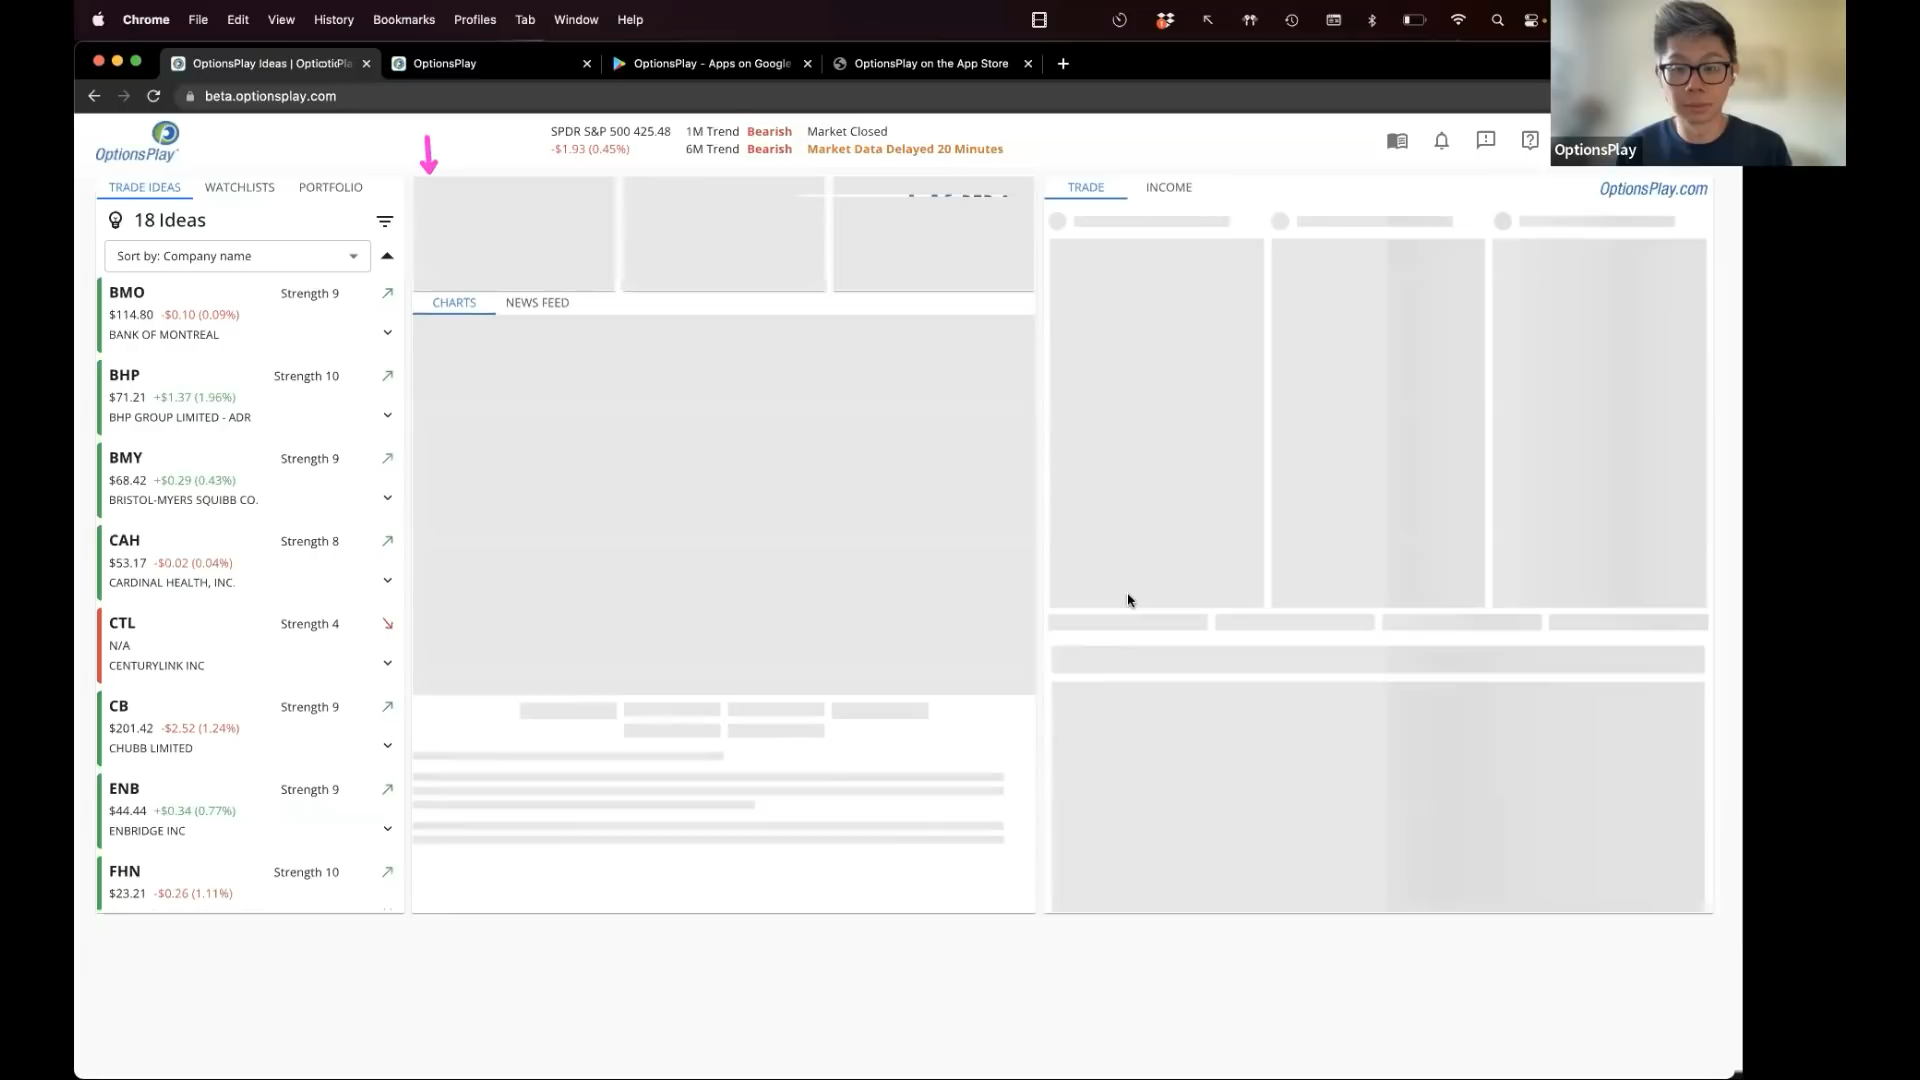 Chrome File Edit View History Bookmarks Profiles Tab Window Help
OptionsPlay Ideas | OptionsPla
OptionsPlay
OptionsPlay - Apps on Google
OptionsPlay on the App Store
beta.optionsplay.com
OptionsPlay
OptionsPlay
SPDR S&P 500 425.48 1M Trend Bearish Market Closed
-$1.93 (0.45%) 6M Trend Bearish Market Data Delayed 20 Minutes
TRADE IDEAS WATCHLISTS PORTFOLIO
18 Ideas
Sort by: Company name
BMO Strength 9
$114.80 -$0.10 (0.09%)
BANK OF MONTREAL
BHP Strength 10
$71.21 +$1.37 (1.96%)
BHP GROUP LIMITED - ADR
BMY Strength 9
$68.42 +$0.29 (0.43%)
BRISTOL-MYERS SQUIBB CO.
CAH Strength 8
$53.17 -$0.02 (0.04%)
CARDINAL HEALTH, INC.
CTL Strength 4
N/A
CENTURYLINK INC
CB Strength 9
$201.42 -$2.52 (1.24%)
CHUBB LIMITED
ENB Strength 9
$44.44 +$0.34 (0.77%)
ENBRIDGE INC
FHN Strength 10
$23.21 -$0.26 (1.11%)
CHARTS NEWS FEED
TRADE INCOME
OptionsPlay.com